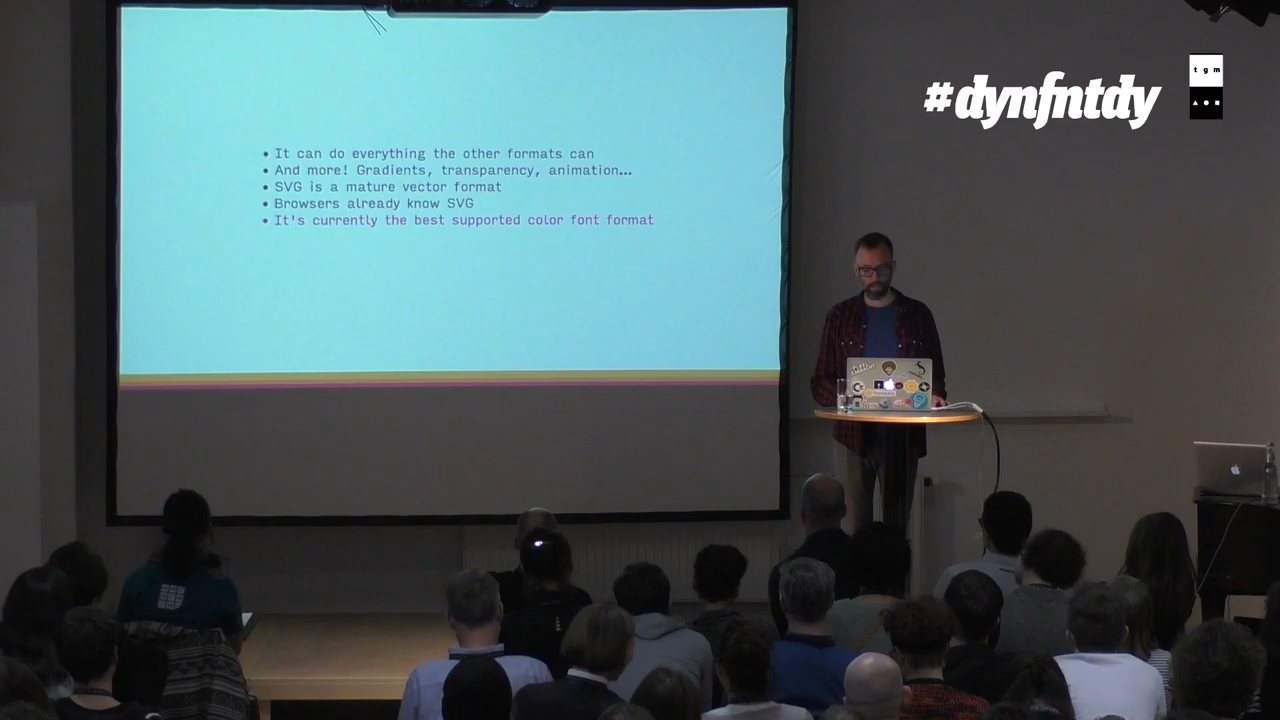 #dynfntdy
tgm
• It can do everything the other formats can
• And more! Gradients, transparency, animation…
• SVG is a mature vector format
• Browsers already know SVG
• It's currently the best supported color font format